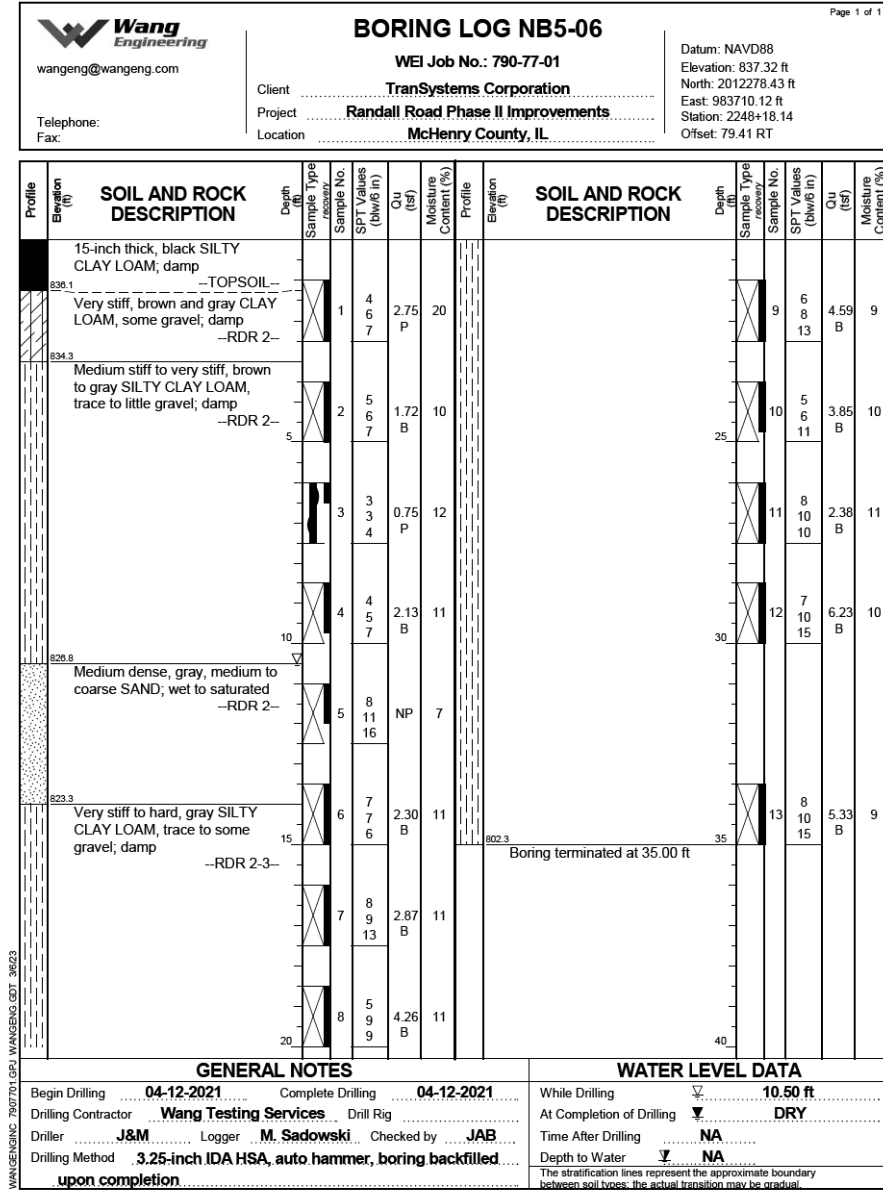 Page 1 of 1
Wang
Engineering
wangeng@wangeng.com
Telephone:
Fax:
BORING LOG NB5-06
WEI Job No.: 790-77-01
Client TranSystems Corporation
Project Randall Road Phase II Improvements
Location McHenry County, IL
Datum: NAVD88
Elevation: 837.32 ft
North: 2012278.43 ft
East: 983710.12 ft
Station: 2248+18.14
Offset: 79.41 RT
Profile
Elevation (ft)
SOIL AND ROCK
DESCRIPTION
Depth (ft)
Sample Type
recovery
Sample No.
SPT Values
(blw/6 in)
Qu
(tsf)
Moisture
Content (%)
15-inch thick, black SILTY
CLAY LOAM; damp
--TOPSOIL--
836.1
Very stiff, brown and gray CLAY
LOAM, some gravel; damp
--RDR 2--
1 4 6 7 2.75 P 20
834.3
Medium stiff to very stiff, brown
to gray SILTY CLAY LOAM,
trace to little gravel; damp
--RDR 2--
2 5 6 7 1.72 B 10
5
3 3 3 4 0.75 P 12
4 4 5 7 2.13 B 11
10
826.8
Medium dense, gray, medium to
coarse SAND; wet to saturated
--RDR 2--
5 8 11 16 NP 7
823.3
Very stiff to hard, gray SILTY
CLAY LOAM, trace to some
gravel; damp
--RDR 2-3--
6 7 7 6 2.30 B 11
15
7 8 9 13 2.87 B 11
8 5 9 9 4.26 B 11
20
Profile
Elevation (ft)
SOIL AND ROCK
DESCRIPTION
Depth (ft)
Sample Type
recovery
Sample No.
SPT Values
(blw/6 in)
Qu
(tsf)
Moisture
Content (%)
9 6 8 13 4.59 B 9
10 5 6 11 3.85 B 10
25
11 8 10 10 2.38 B 11
12 7 10 15 6.23 B 10
30
13 8 10 15 5.33 B 9
802.3
35
Boring terminated at 35.00 ft
40
WANGENGINC 7907701.GPJ WANGENG.GDT 3/6/23
GENERAL NOTES
Begin Drilling 04-12-2021 Complete Drilling 04-12-2021
Drilling Contractor Wang Testing Services Drill Rig
Driller J&M Logger M. Sadowski Checked by JAB
Drilling Method 3.25-inch IDA HSA, auto hammer, boring backfilled
upon completion
WATER LEVEL DATA
While Drilling 10.50 ft
At Completion of Drilling DRY
Time After Drilling NA
Depth to Water NA
The stratification lines represent the approximate boundary
between soil types; the actual transition may be gradual.